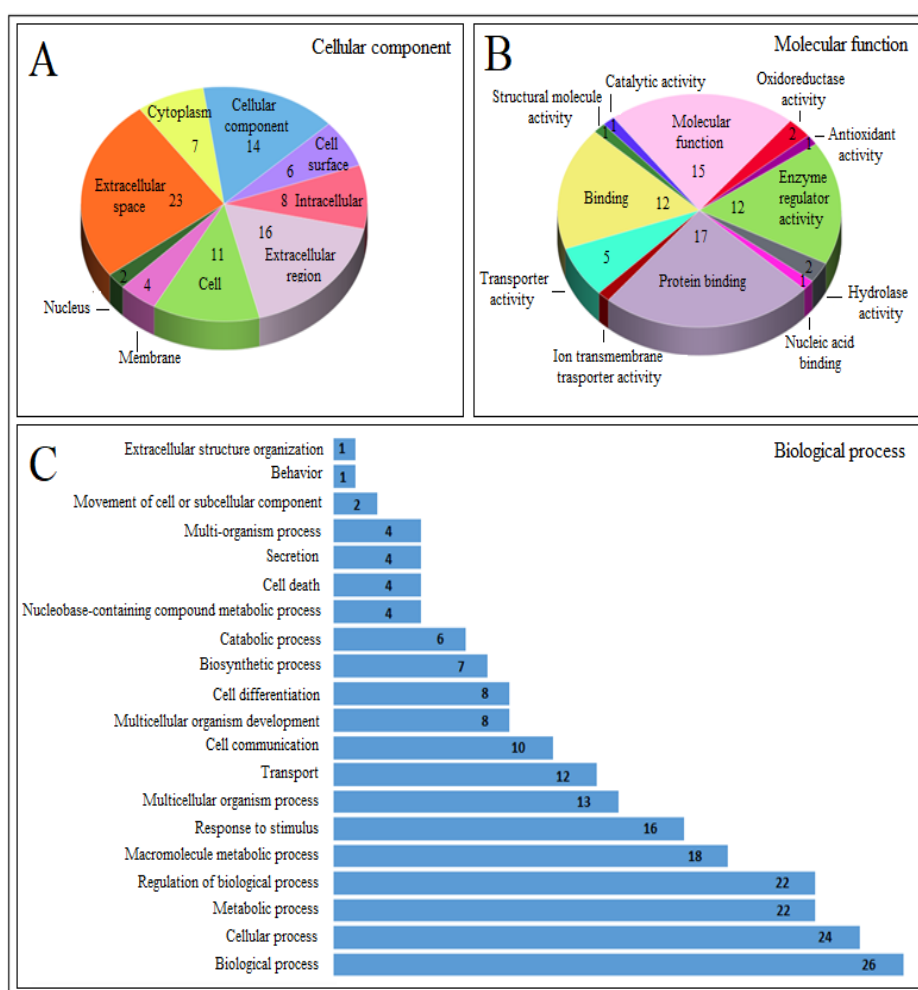 A
Cellular component
Cytoplasm
7
Cellular
component
14
Cell
surface
6
8 Intracellular
16
Extracellular
region
11
Cell
4
Membrane
2
Nucleus
Extracellular
space
23
B
Molecular function
Catalytic activity
1
Structural molecule
activity
1
Molecular
function
15
Oxidoreductase
activity
2
Antioxidant
activity
1
Enzyme
regulator
activity
12
2
Hydrolase activity
1
Nucleic acid
binding
17
Protein binding
Ion transmembrane
trasporter activity
5
Transporter
activity
Binding
12
C
Biological process
Extracellular structure organization 1
Behavior 1
Movement of cell or subcellular component 2
Multi-organism process 4
Secretion 4
Cell death 4
Nucleobase-containing compound metabolic process 4
Catabolic process 6
Biosynthetic process 7
Cell differentiation 8
Multicellular organism development 8
Cell communication 10
Transport 12
Multicellular organism process 13
Response to stimulus 16
Macromolecule metabolic process 18
Regulation of biological process 22
Metabolic process 22
Cellular process 24
Biological process 26